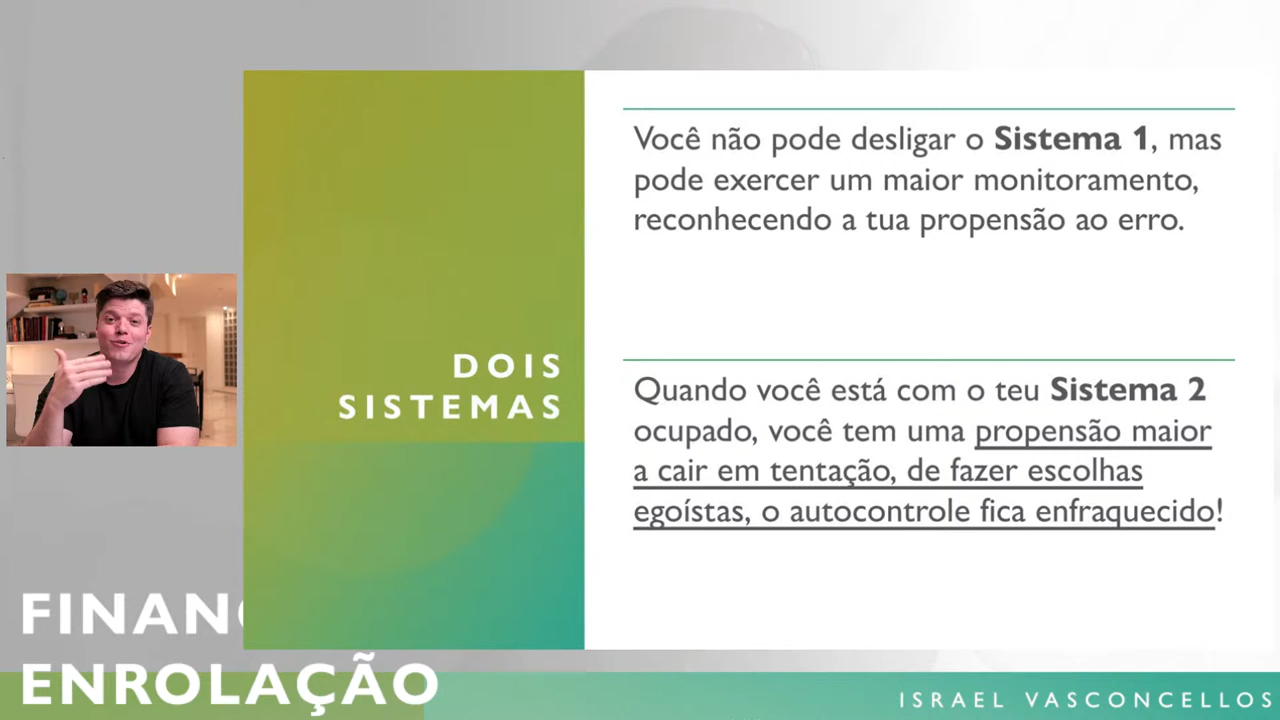 Você não pode desligar o Sistema 1, mas
pode exercer um maior monitoramento,
reconhecendo a tua propensão ao erro.
DOIS
SISTEMAS
Quando você está com o teu Sistema 2
ocupado, você tem uma propensão maior
a cair em tentação, de fazer escolhas
egoístas, o autocontrole fica enfraquecido!
FINANC
ENROLAÇÃO
ISRAEL VASCONCELLOS